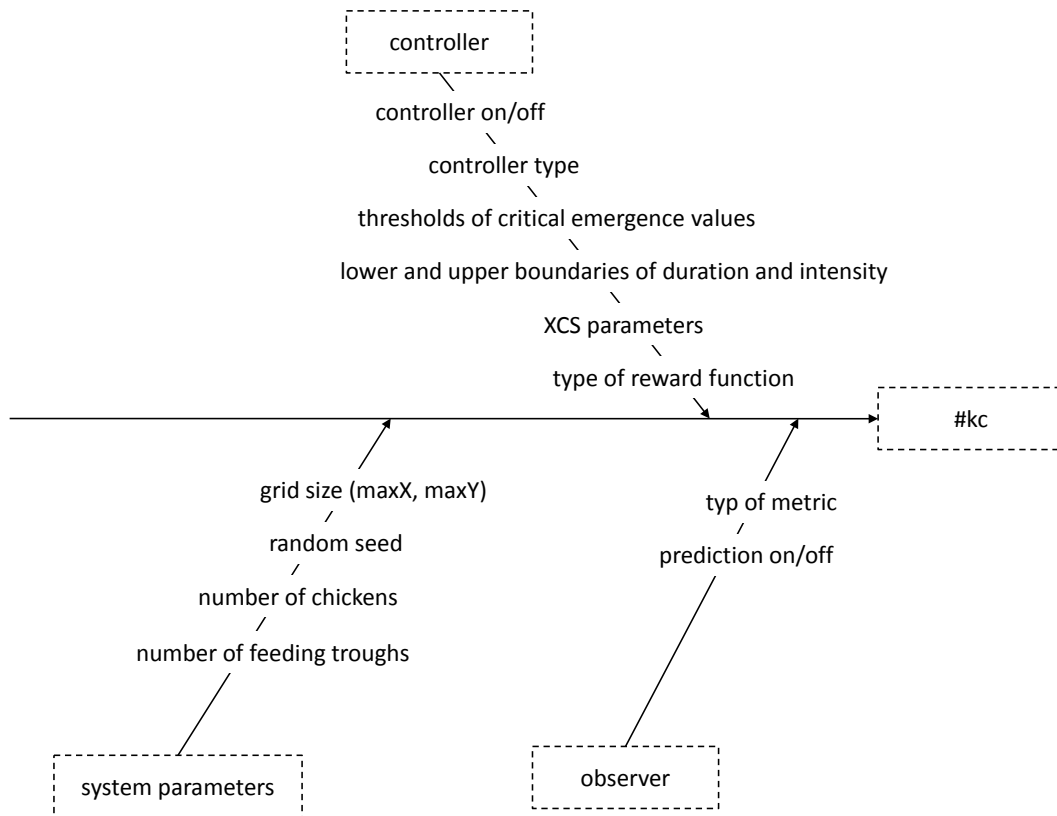 controller
controller on/off
controller type
thresholds of critical emergence values
lower and upper boundaries of duration and intensity
XCS parameters
type of reward function
#kc
grid size (maxX, maxY)
random seed
number of chickens
number of feeding troughs
system parameters
typ of metric
prediction on/off
observer